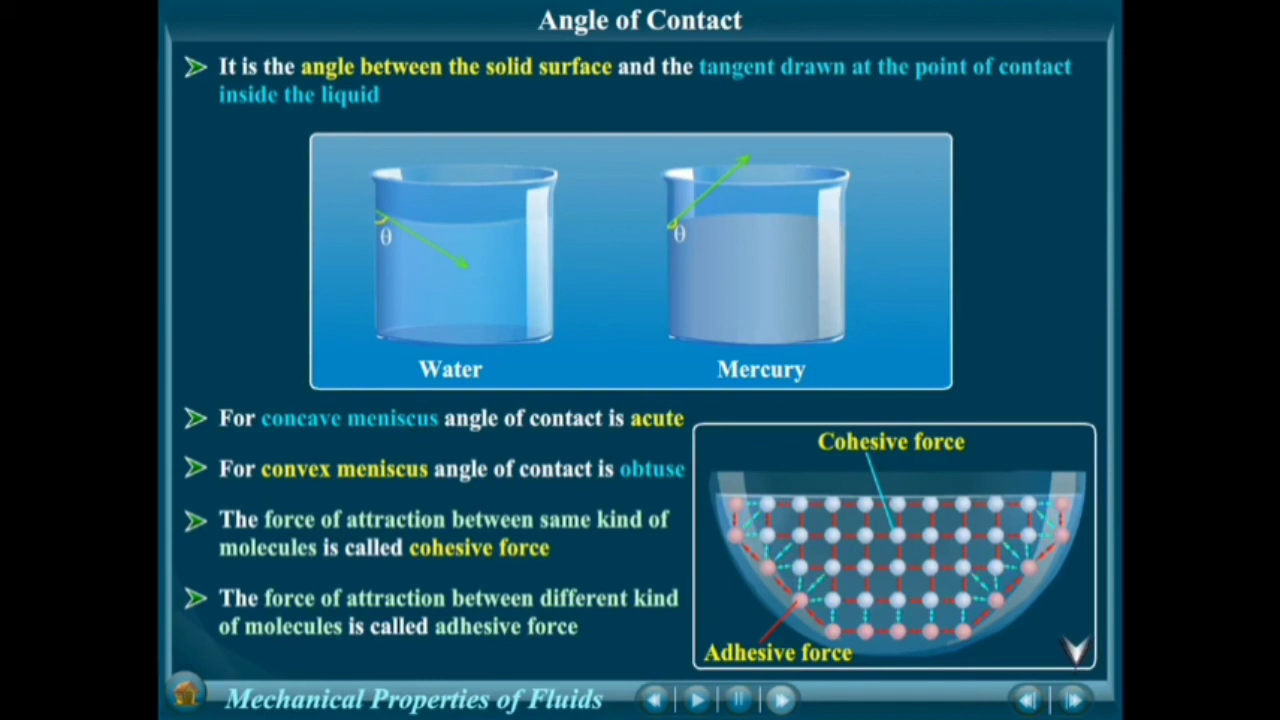 Angle of Contact
It is the angle between the solid surface and the tangent drawn at the point of contact
inside the liquid
θ
θ
Water
Mercury
For concave meniscus angle of contact is acute
For convex meniscus angle of contact is obtuse
The force of attraction between same kind of
molecules is called cohesive force
The force of attraction between different kind
of molecules is called adhesive force
Cohesive force
Adhesive force
Mechanical Properties of Fluids